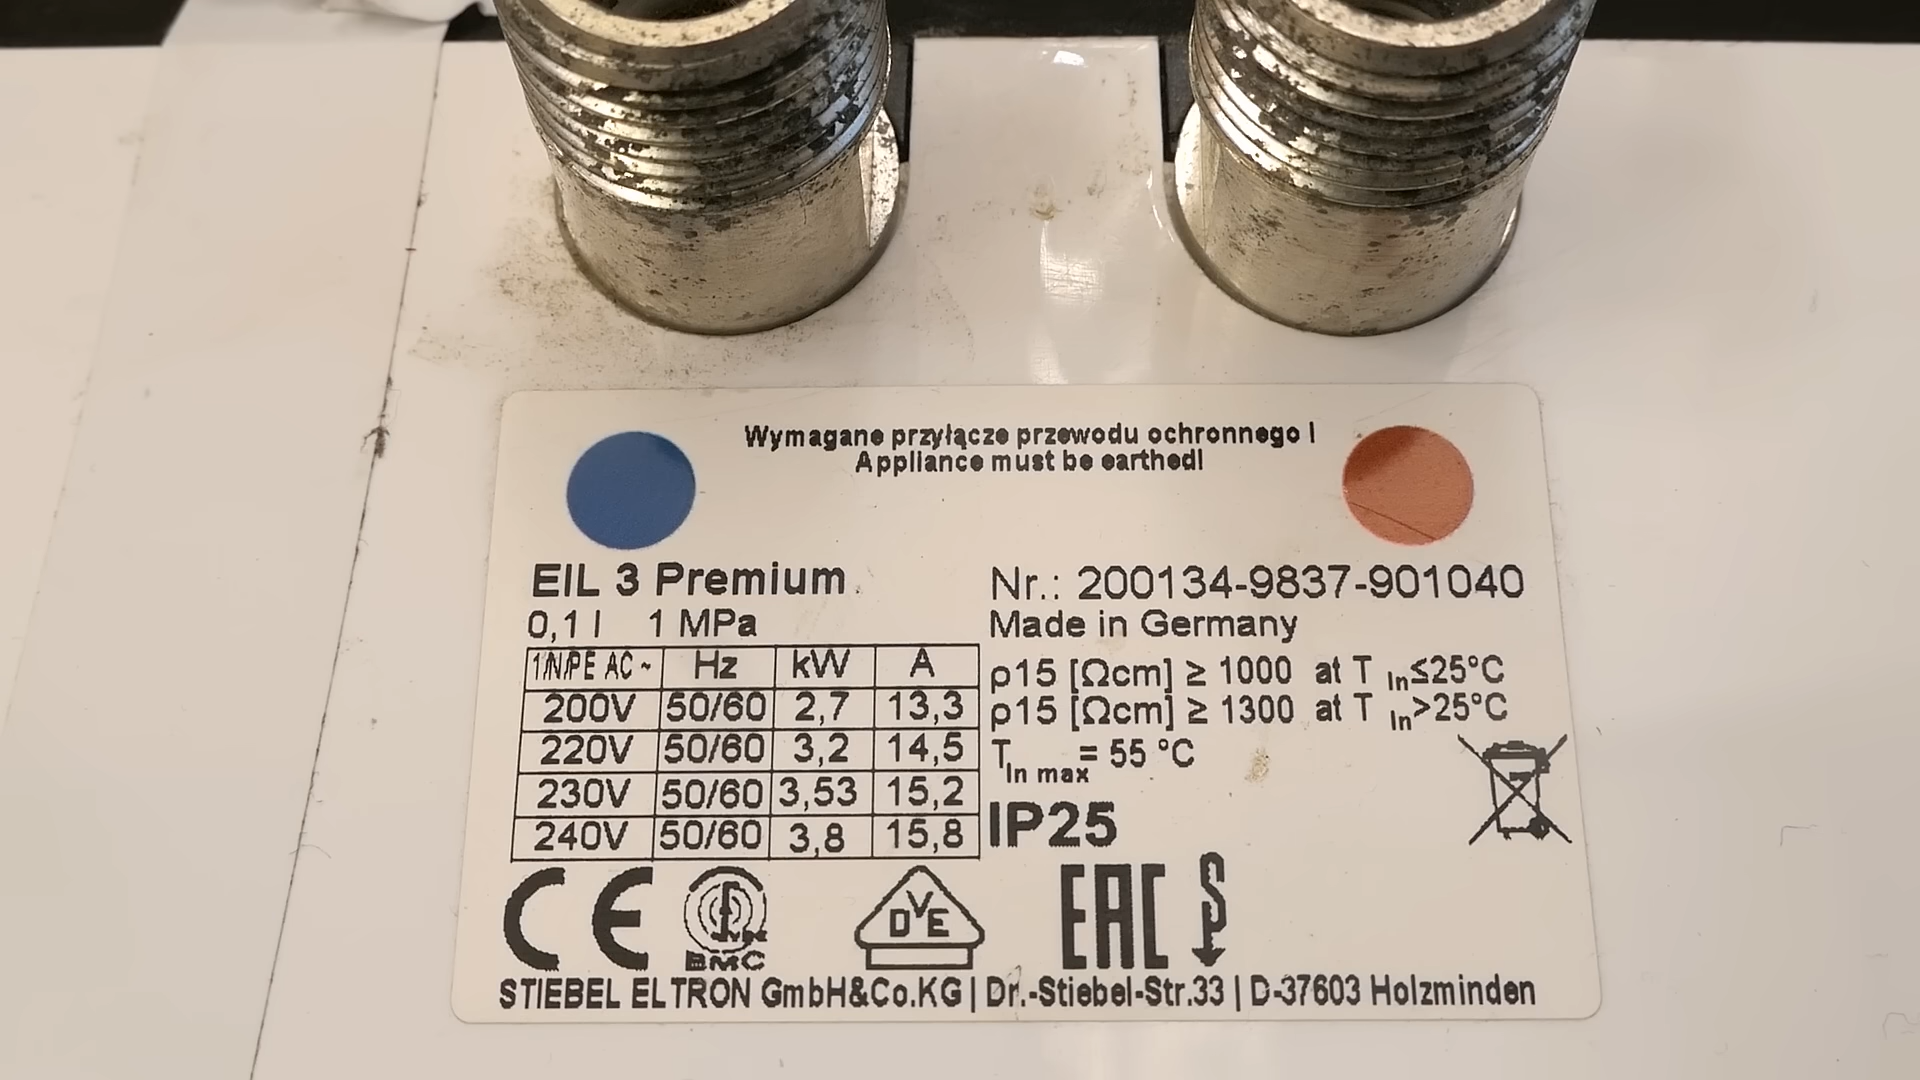 Wymagane przyłącze przewodu ochronnego !
Appliance must be earthed!
EIL 3 Premium
0,1 l 1 MPa
Nr.: 200134-9837-901040
Made in Germany
1/N/PE AC ~ Hz kW A
200V 50/60 2,7 13,3
220V 50/60 3,2 14,5
230V 50/60 3,53 15,2
240V 50/60 3,8 15,8
ρ15 [Ωcm] ≥ 1000 at T In≤25°C
ρ15 [Ωcm] ≥ 1300 at T In>25°C
T In max = 55 °C
IP25
CE
EMC
DVE
EAC
STIEBEL ELTRON GmbH&Co.KG | Dr.-Stiebel-Str.33 | D-37603 Holzminden